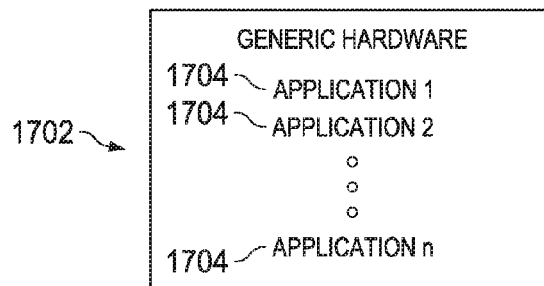 GENERIC HARDWARE
1704 APPLICATION 1
1704 APPLICATION 2
1702
1704 APPLICATION n